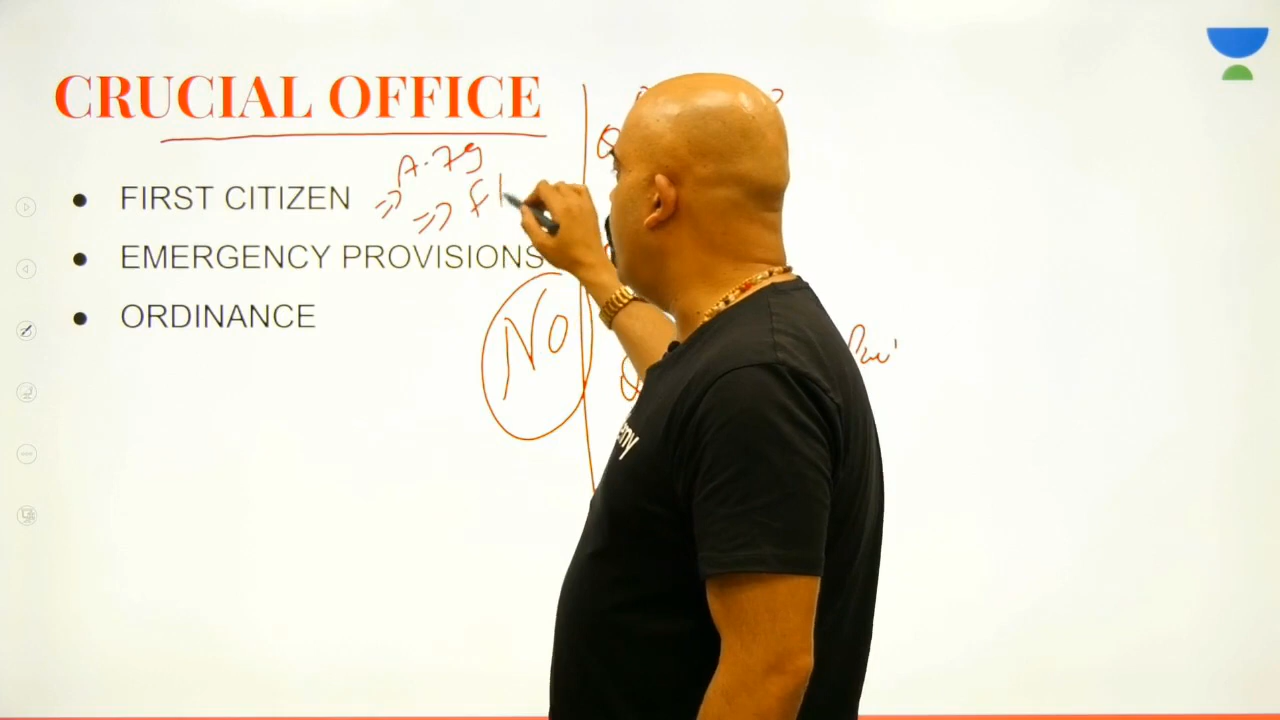 CRUCIAL OFFICE
A. 79
• FIRST CITIZEN ⇒
⇒
• EMERGENCY PROVISIONS
• ORDINANCE
No